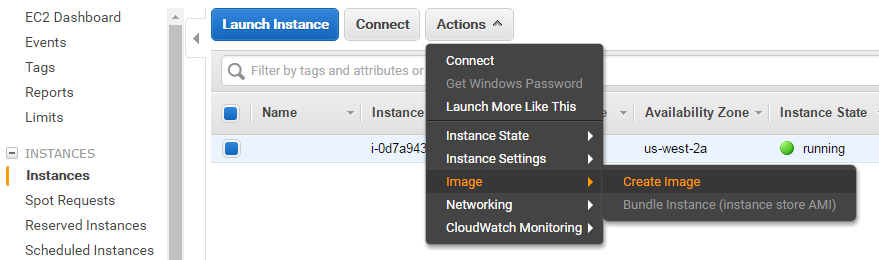 EC2 Dashboard
Events
Tags
Reports
Limits
INSTANCES
Instances
Spot Requests
Reserved Instances
Scheduled Instances
Launch Instance
Connect
Actions
Filter by tags and attributes or
Name
Instance
Availability Zone
Instance State
i-0d7a943
us-west-2a
running
Connect
Get Windows Password
Launch More Like This
Instance State
Instance Settings
Image
Networking
CloudWatch Monitoring
Create Image
Bundle Instance (instance store AMI)